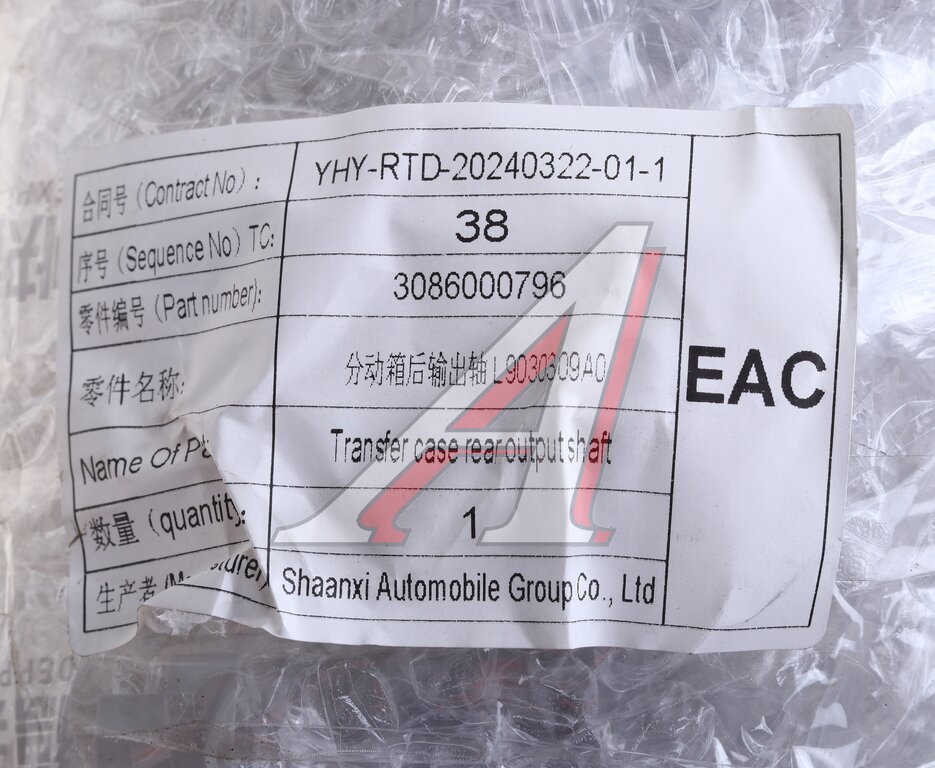 合同号（Contract No）： YHY-RTD-20240322-01-1
序号（Sequence No）TC: 38
零件编号（Part number): 3086000796
零件名称: 分动箱后输出轴 L9030309A0
Name Of Transfer case rear output shaft
数量（quantity): 1
生产者 Shaanxi Automobile Group Co., Ltd
EAC